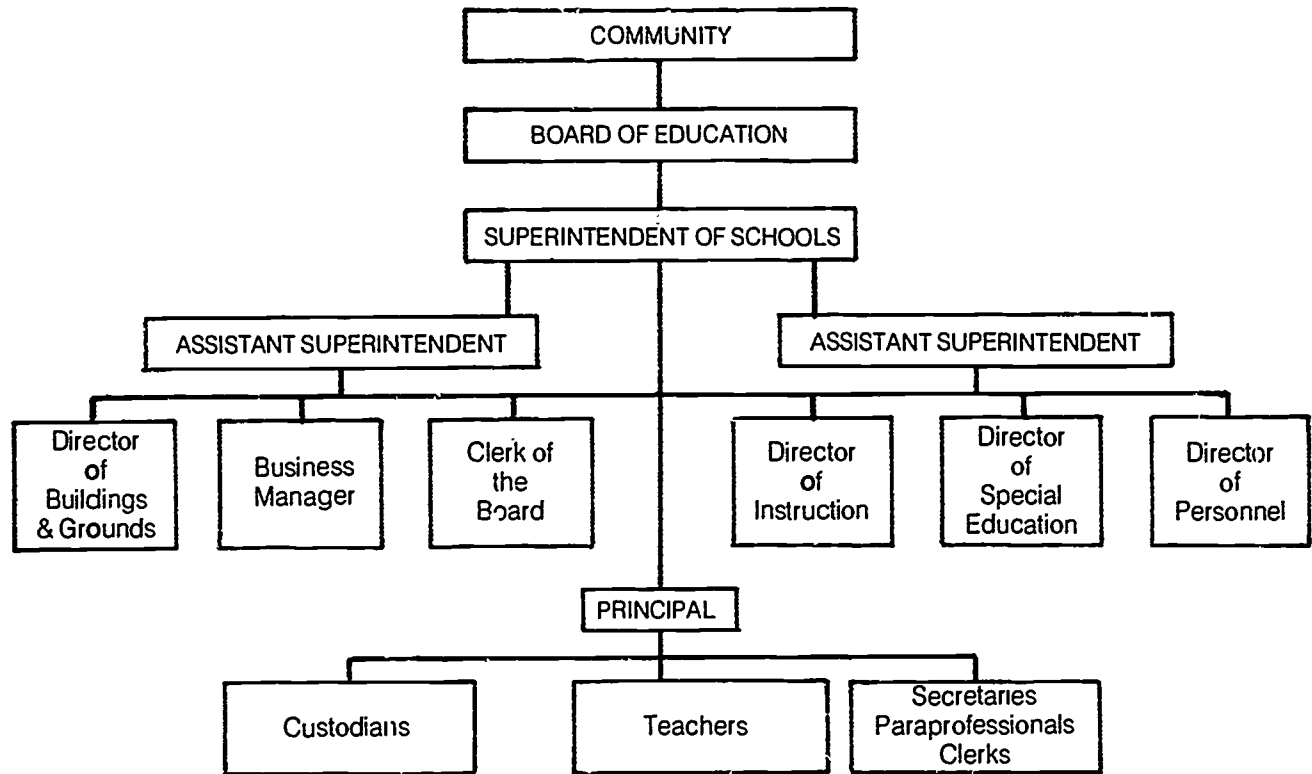 COMMUNITY
BOARD OF EDUCATION
SUPERINTENDENT OF SCHOOLS
ASSISTANT SUPERINTENDENT
ASSISTANT SUPERINTENDENT
Director
of
Buildings
& Grounds
Business
Manager
Clerk of
the
Board
Director
of
Instruction
Director
of
Special
Education
Director
of
Personnel
PRINCIPAL
Custodians
Teachers
Secretaries
Paraprofessionals
Clerks